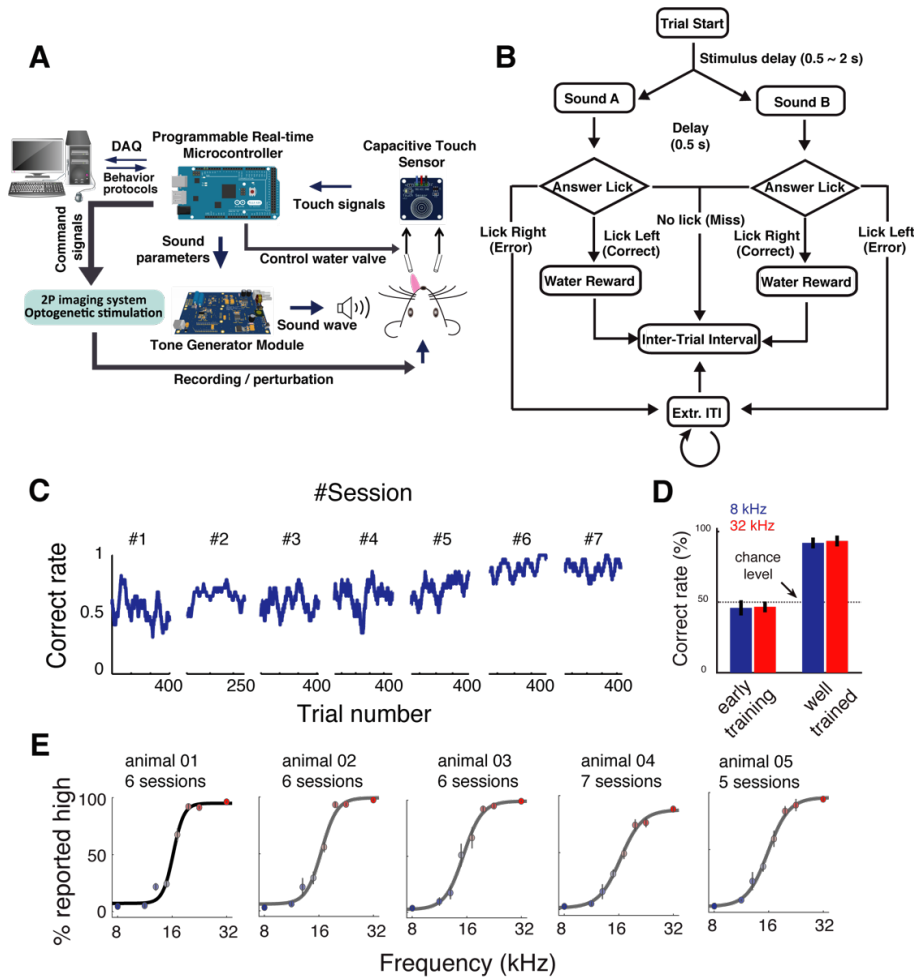 A
DAQ
Behavior
protocols
Programmable Real-time
Microcontroller
Capacitive Touch
Sensor
Touch signals
Command
signals
Sound
parameters
Control water valve
2P imaging system
Optogenetic stimulation
Sound wave
Tone Generator Module
Recording / perturbation
B
Trial Start
Stimulus delay (0.5 ~ 2 s)
Sound A
Sound B
Delay
(0.5 s)
Answer Lick
Answer Lick
No lick (Miss)
Lick Right
(Error)
Lick Left
(Correct)
Lick Right
(Correct)
Lick Left
(Error)
Water Reward
Water Reward
Inter-Trial Interval
Extr. ITI
C
#Session
#1 #2 #3 #4 #5 #6 #7
Correct rate
1
0.5
0
400 250 400 400 400 400 400
Trial number
D
8 kHz
32 kHz
Correct rate (%)
100
50
0
chance
level
early
training
well
trained
E
animal 01
6 sessions
animal 02
6 sessions
animal 03
6 sessions
animal 04
7 sessions
animal 05
5 sessions
% reported high
100
50
0
8 16 32 8 16 32 8 16 32 8 16 32 8 16 32
Frequency (kHz)